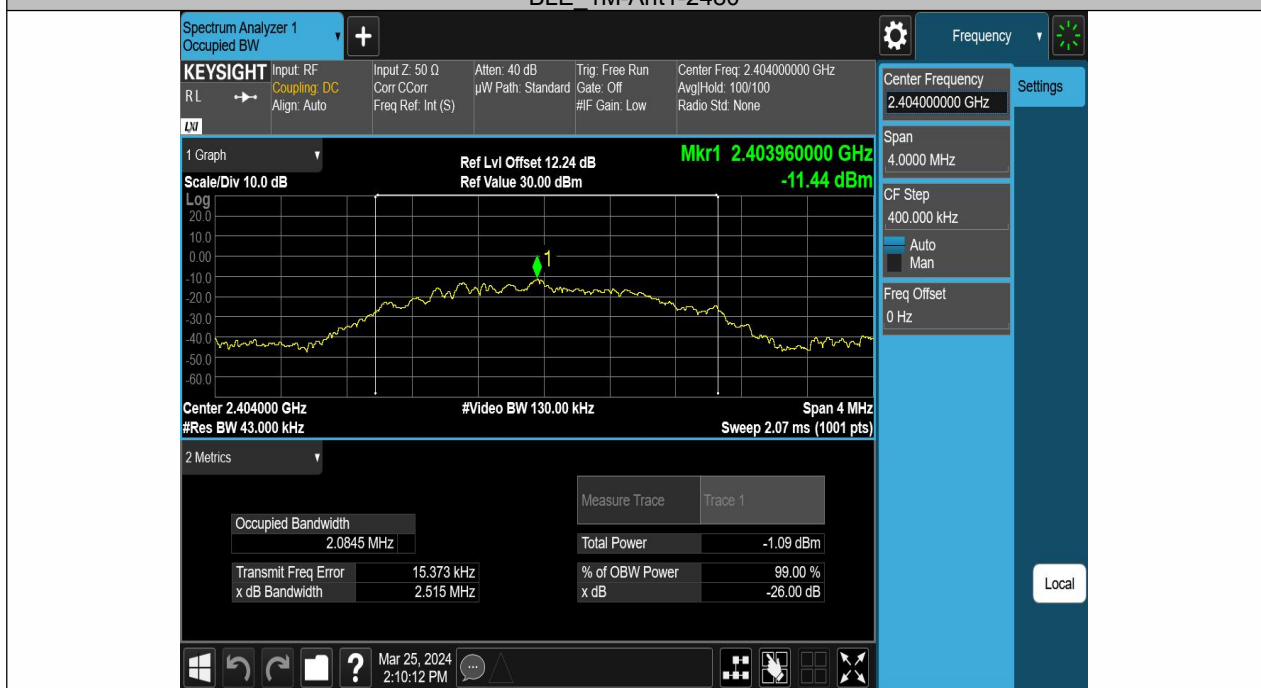 BLE_1M-Ant1-2480
Spectrum Analyzer 1
Occupied BW
+
Frequency
KEYSIGHT
RL
LXI
Input: RF
Coupling: DC
Align: Auto
Input Z: 50 Ω
Corr CCorr
Freq Ref: Int (S)
Atten: 40 dB
µW Path: Standard
Trig: Free Run
Gate: Off
#IF Gain: Low
Center Freq: 2.404000000 GHz
Avg|Hold: 100/100
Radio Std: None
Center Frequency
2.404000000 GHz
Settings
Span
4.0000 MHz
CF Step
400.000 kHz
Auto
Man
Freq Offset
0 Hz
Local
1 Graph
Scale/Div 10.0 dB
Ref Lvl Offset 12.24 dB
Ref Value 30.00 dBm
Mkr1 2.403960000 GHz
-11.44 dBm
Log
20.0
10.0
0.00
-10.0
-20.0
-30.0
-40.0
-50.0
-60.0
1
Center 2.404000 GHz
#Res BW 43.000 kHz
#Video BW 130.00 kHz
Span 4 MHz
Sweep 2.07 ms (1001 pts)
2 Metrics
Measure Trace Trace 1
Occupied Bandwidth
2.0845 MHz
Total Power -1.09 dBm
Transmit Freq Error 15.373 kHz
% of OBW Power 99.00 %
x dB Bandwidth 2.515 MHz
x dB -26.00 dB
?
Mar 25, 2024
2:10:12 PM